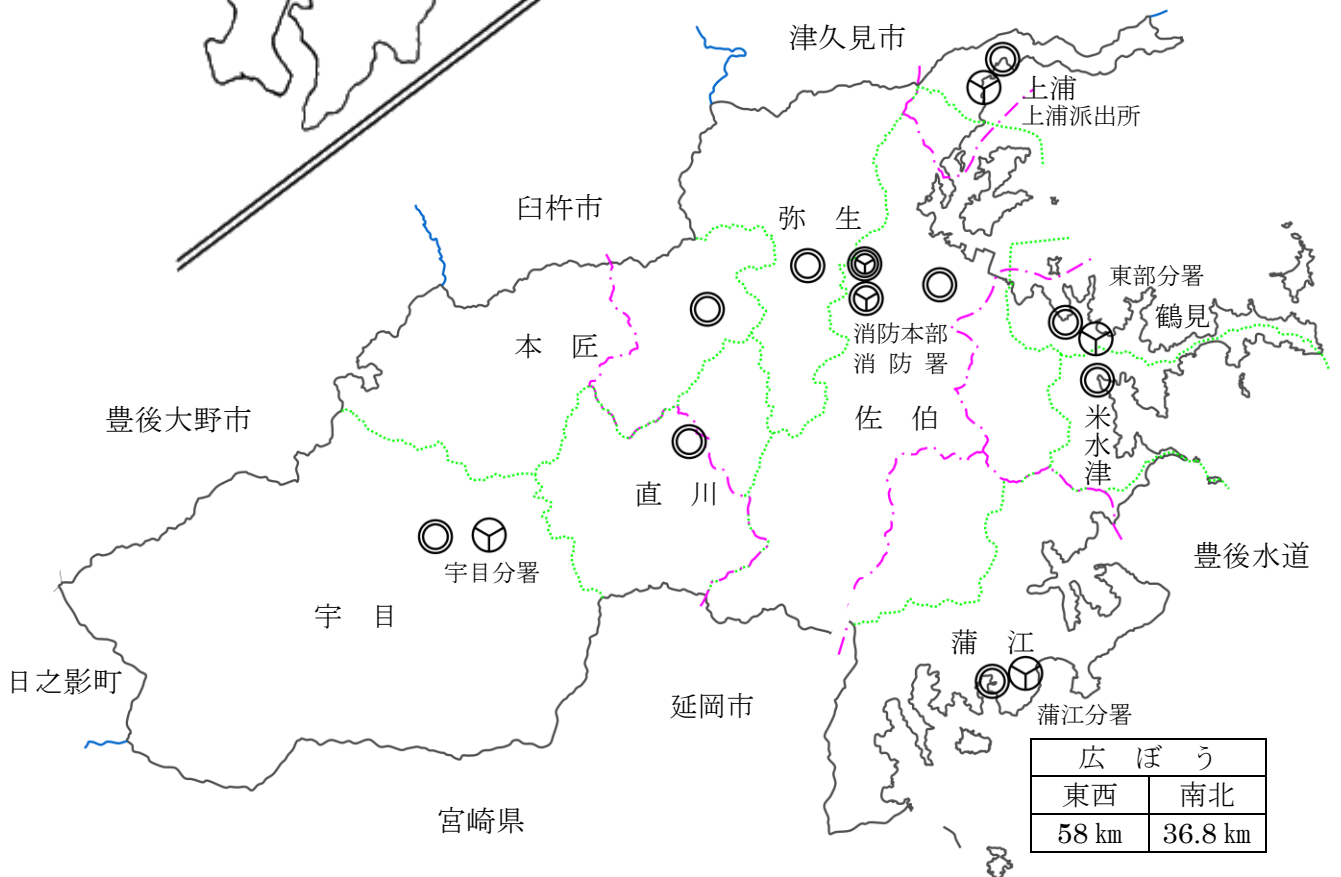 津久見市
上浦
上浦派出所
臼杵市
弥生
東部分署
鶴見
消防本部
消防署
本匠
豊後大野市
佐伯
米水津
直川
豊後水道
宇目分署
宇目
蒲江
日之影町
延岡市
蒲江分署
広ぼう
東西 南北
58㎞ 36.8㎞
宮崎県